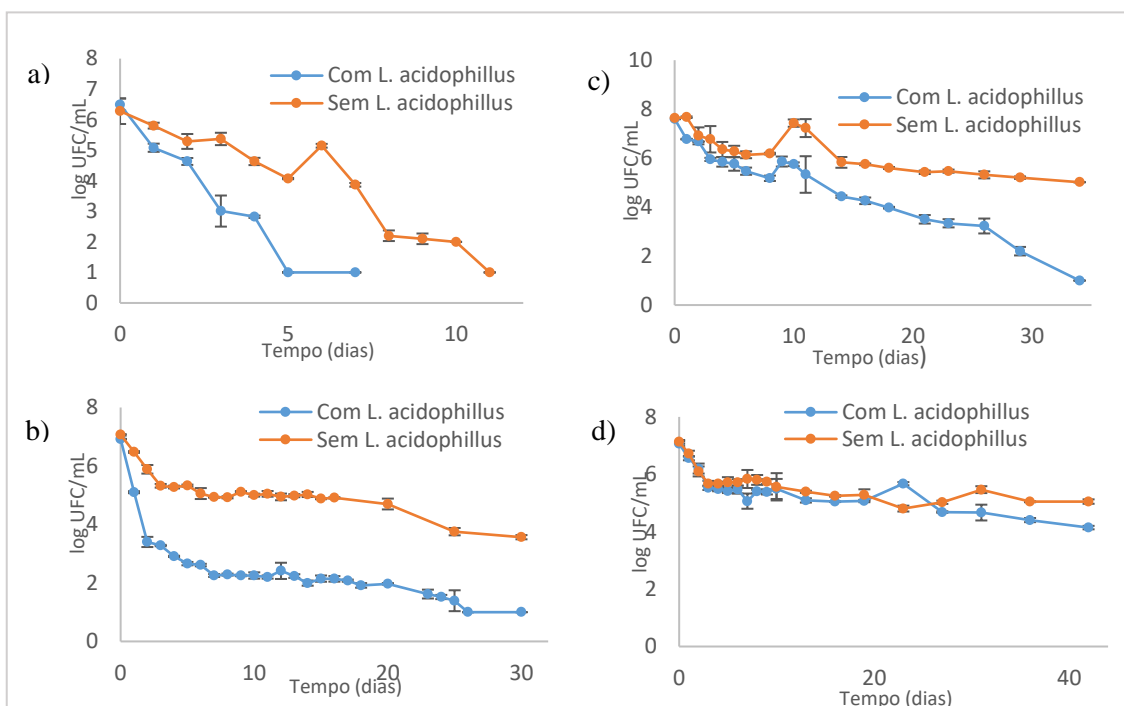 a)
8
7
6
5
4
3
2
1
0
log UFC/mL
Com L. acidophillus
Sem L. acidophillus
0 5 10
Tempo (dias)
c)
10
8
6
4
2
0
log UFC/mL
Com L. acidophillus
Sem L. acidophillus
0 10 20 30
Tempo (dias)
b)
8
6
4
2
0
log UFC/mL
Com L. acidophillus
Sem L. acidophillus
0 10 20 30
Tempo (dias)
d)
8
6
4
2
0
log UFC/mL
Com L. acidophillus
Sem L. acidophillus
0 20 40
Tempo (dias)